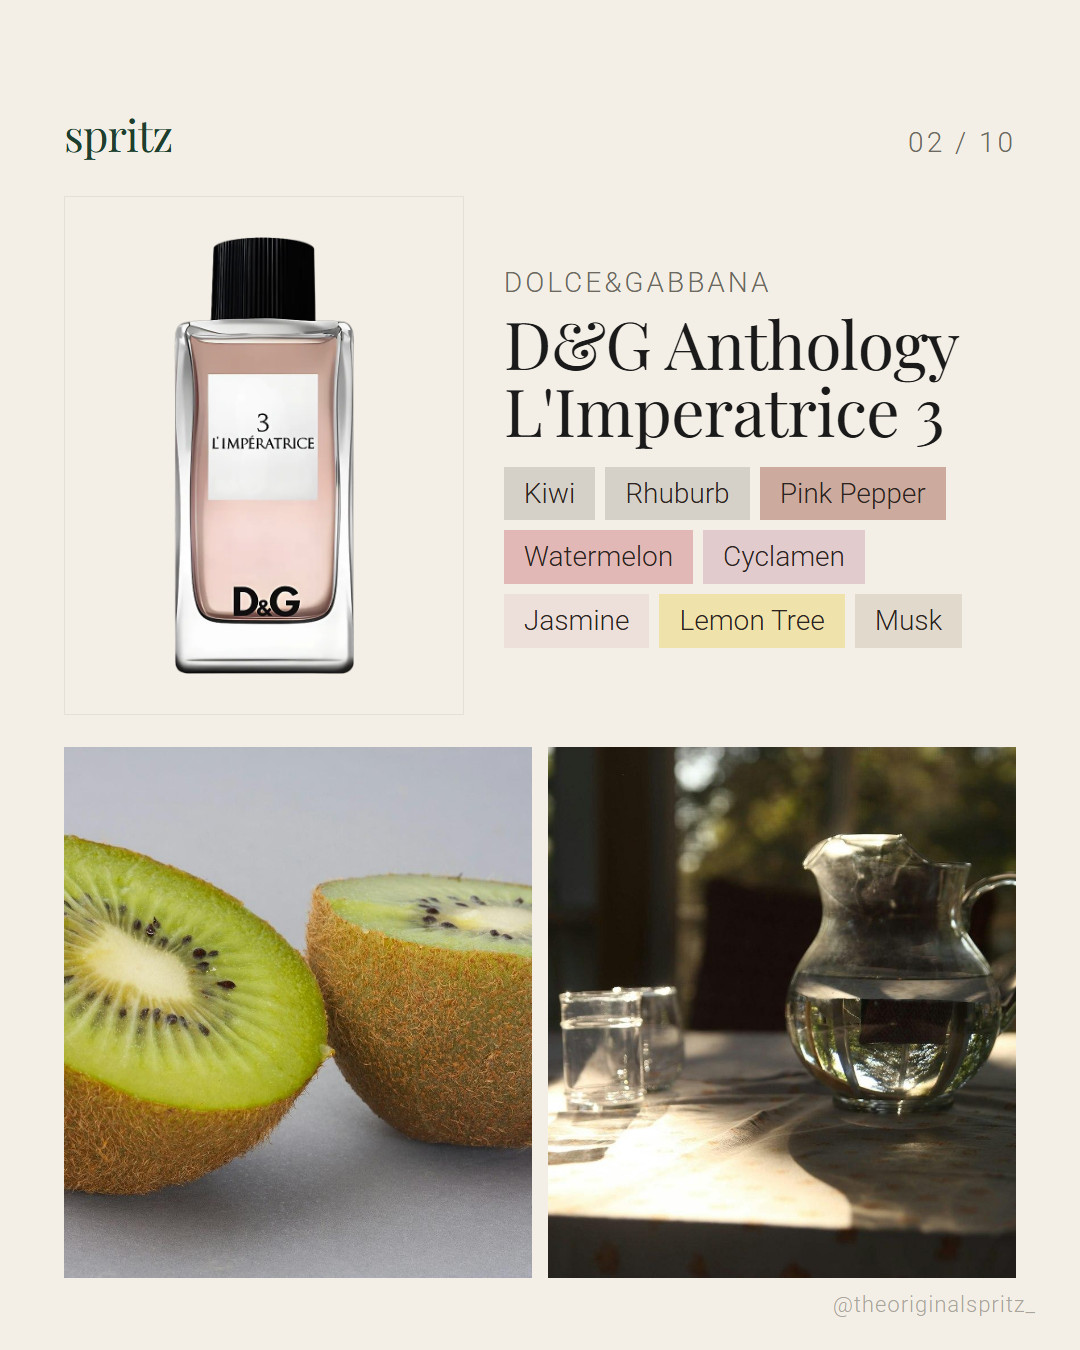 spritz
02 / 10
3
L'IMPÉRATRICE
D&G
DOLCE&GABBANA
D&G Anthology
L'Imperatrice 3
Kiwi Rhuburb Pink Pepper
Watermelon Cyclamen
Jasmine Lemon Tree Musk
@theoriginalspritz_